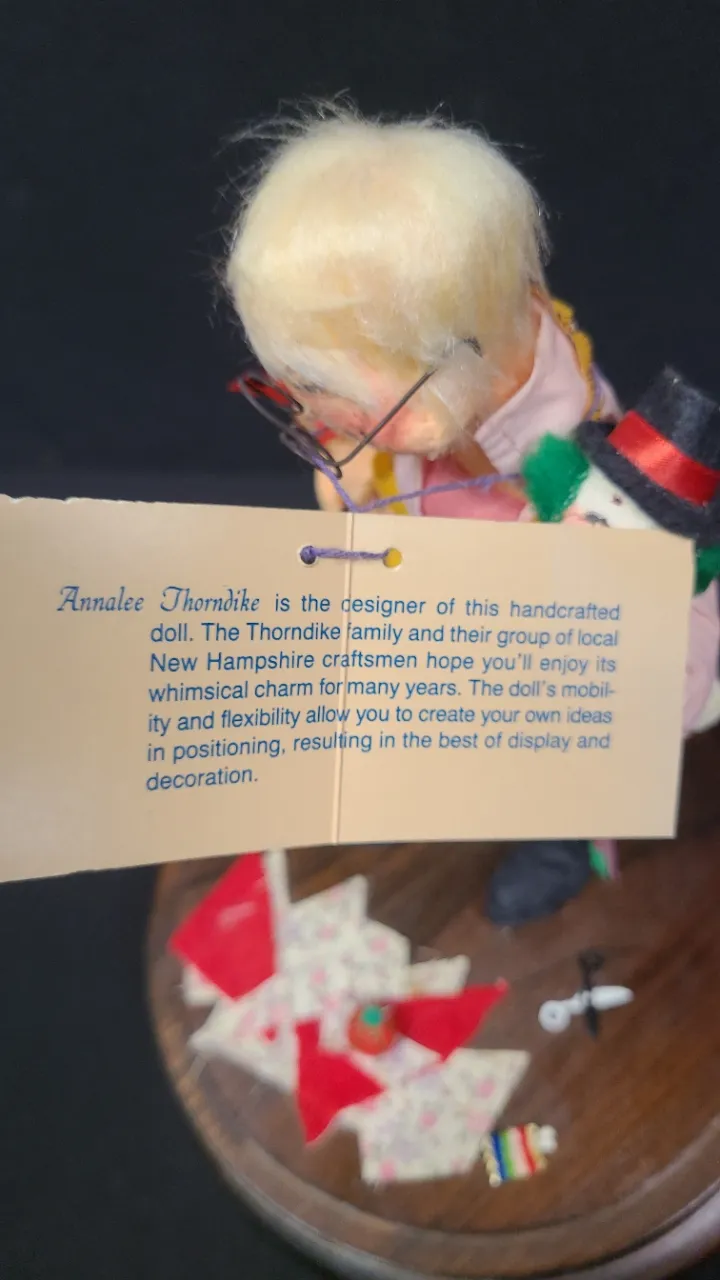 Annalee Thorndike is the designer of this handcrafted
doll. The Thorndike family and their group of local
New Hampshire craftsmen hope you'll enjoy its
whimsical charm for many years. The doll's mobil-
ity and flexibility allow you to create your own ideas
in positioning, resulting in the best of display and
decoration.